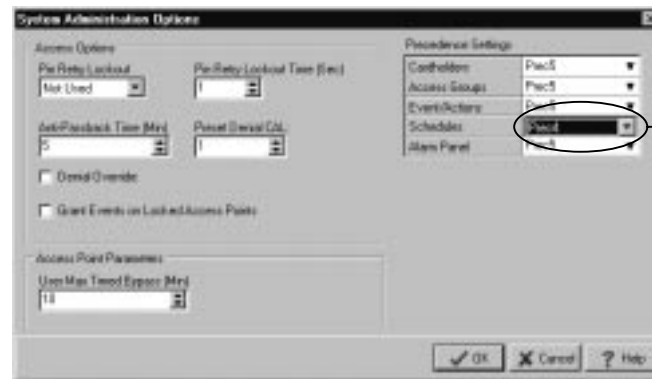 System Administration Options
Access Options
Pin Retry Lockout
Not Used
Pin Retry Lockout Time (Sec)
1
Anti-Passback Time (Min)
5
Preset Denial CAL
1
Denial Override
Grant Events on Locked Access Points
Access Point Parameters
User Max Timed Bypass (Min)
Precedence Settings
Cardholders Prec5
Access Groups Prec5
Event/Actions Prec5
Schedules
Alarm Panel Prec5
OK
Cancel
? Help